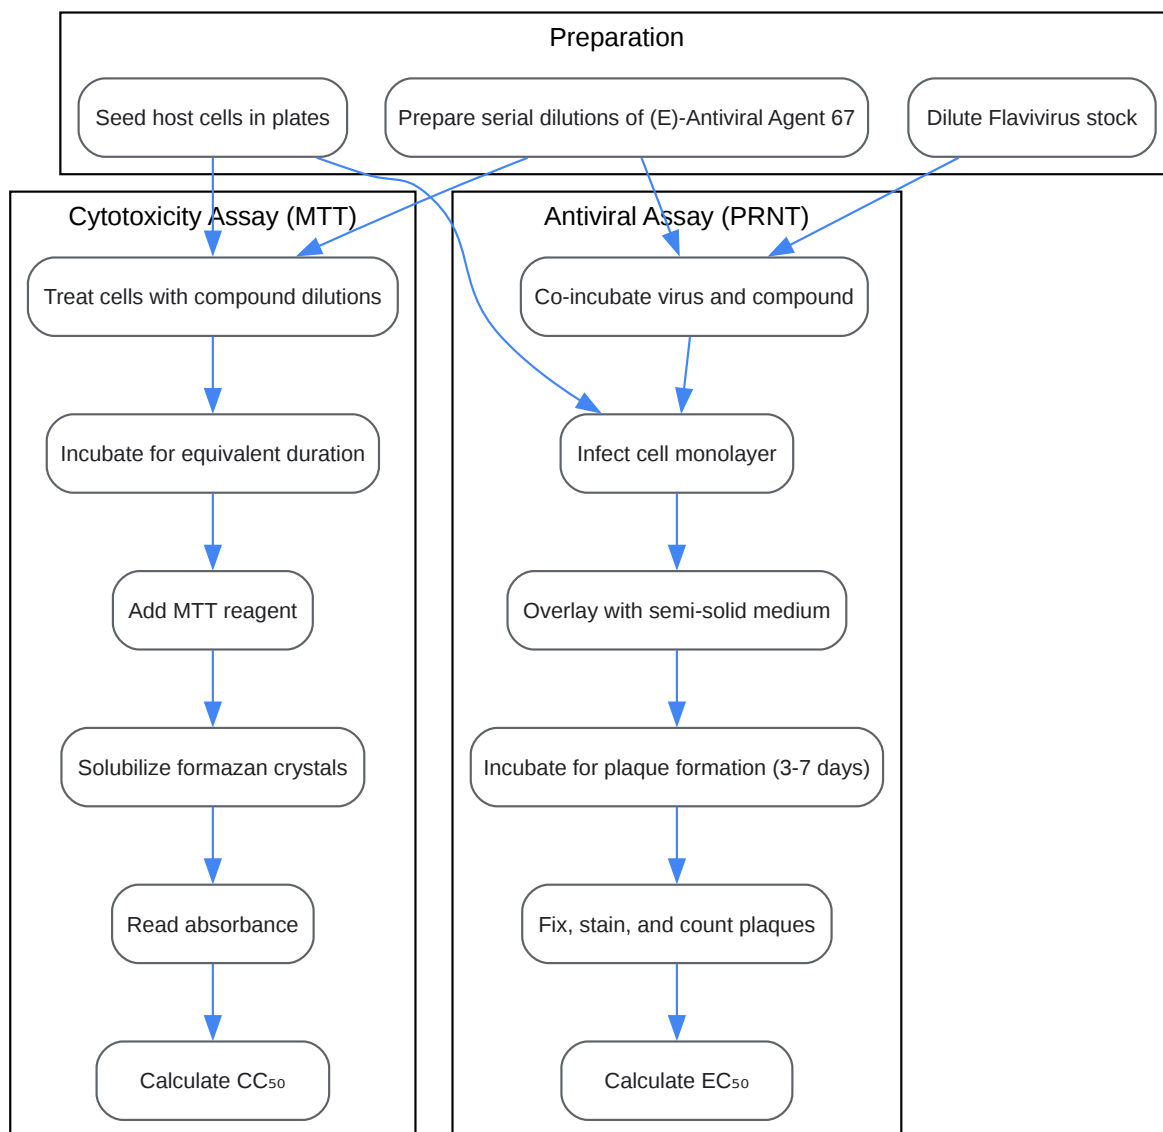 Preparation
Seed host cells in plates
Prepare serial dilutions of (E)-Antiviral Agent 67
Dilute Flavivirus stock
Cytotoxicity Assay (MTT)
Treat cells with compound dilutions
Incubate for equivalent duration
Add MTT reagent
Solubilize formazan crystals
Read absorbance
Calculate CC₅₀
Antiviral Assay (PRNT)
Co-incubate virus and compound
Infect cell monolayer
Overlay with semi-solid medium
Incubate for plaque formation (3-7 days)
Fix, stain, and count plaques
Calculate EC₅₀